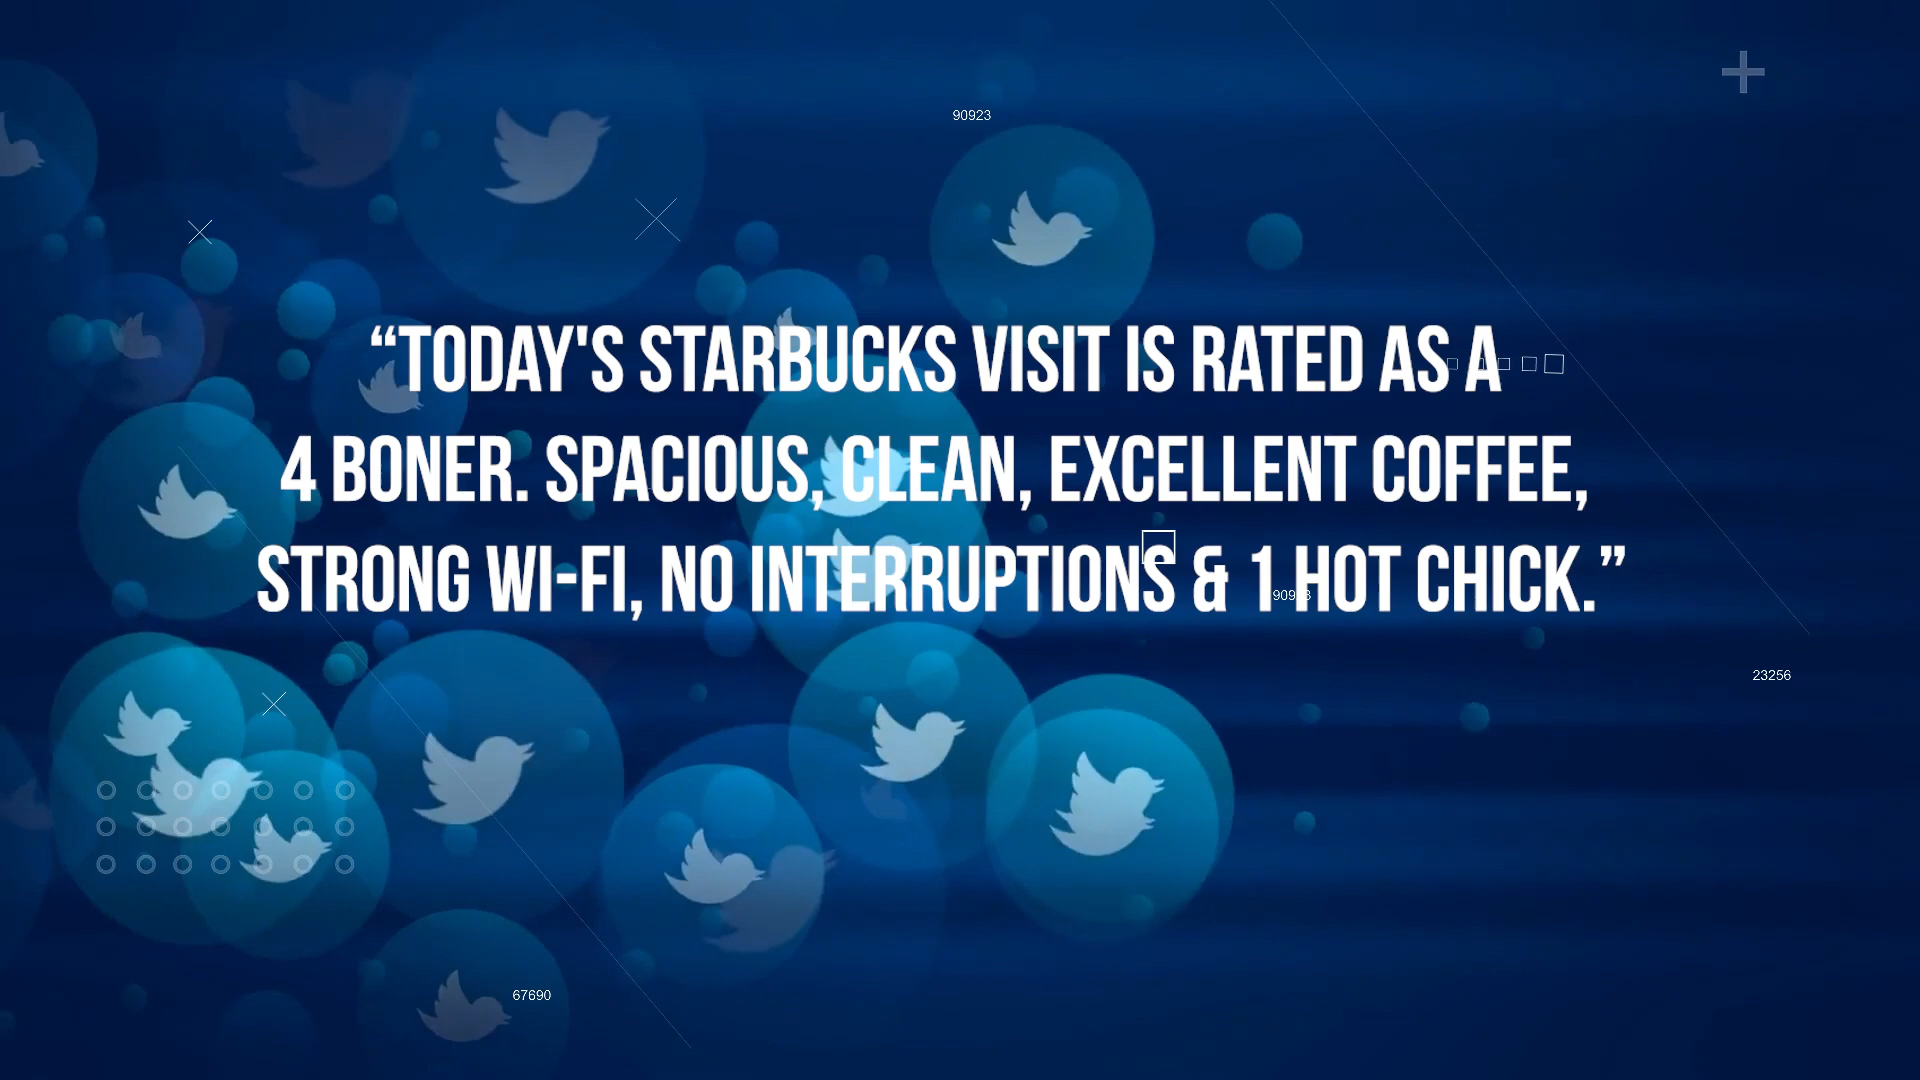 90923
“TODAY'S STARBUCKS VISIT IS RATED AS A
4 BONER. SPACIOUS, CLEAN, EXCELLENT COFFEE,
STRONG WI-FI, NO INTERRUPTIONS & 1 HOT CHICK.”
23256
67690